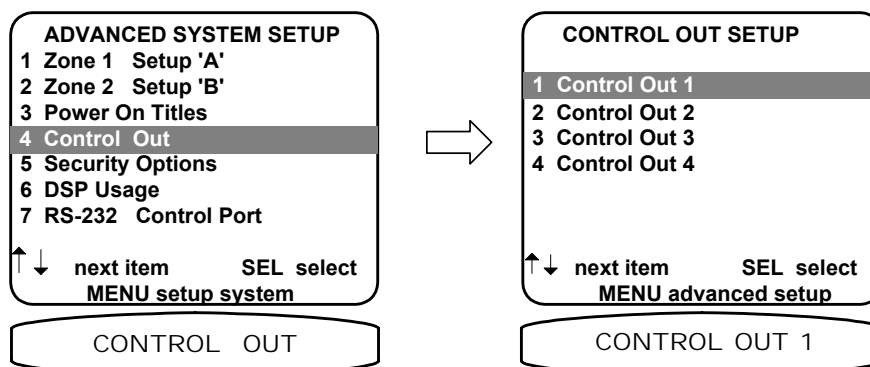 ADVANCED SYSTEM SETUP
1 Zone 1 Setup 'A'
2 Zone 2 Setup 'B'
3 Power On Titles
4 Control Out
5 Security Options
6 DSP Usage
7 RS-232 Control Port
↑↓ next item SEL select
MENU setup system
CONTROL OUT
CONTROL OUT SETUP
1 Control Out 1
2 Control Out 2
3 Control Out 3
4 Control Out 4
↑↓ next item SEL select
MENU advanced setup
CONTROL OUT 1